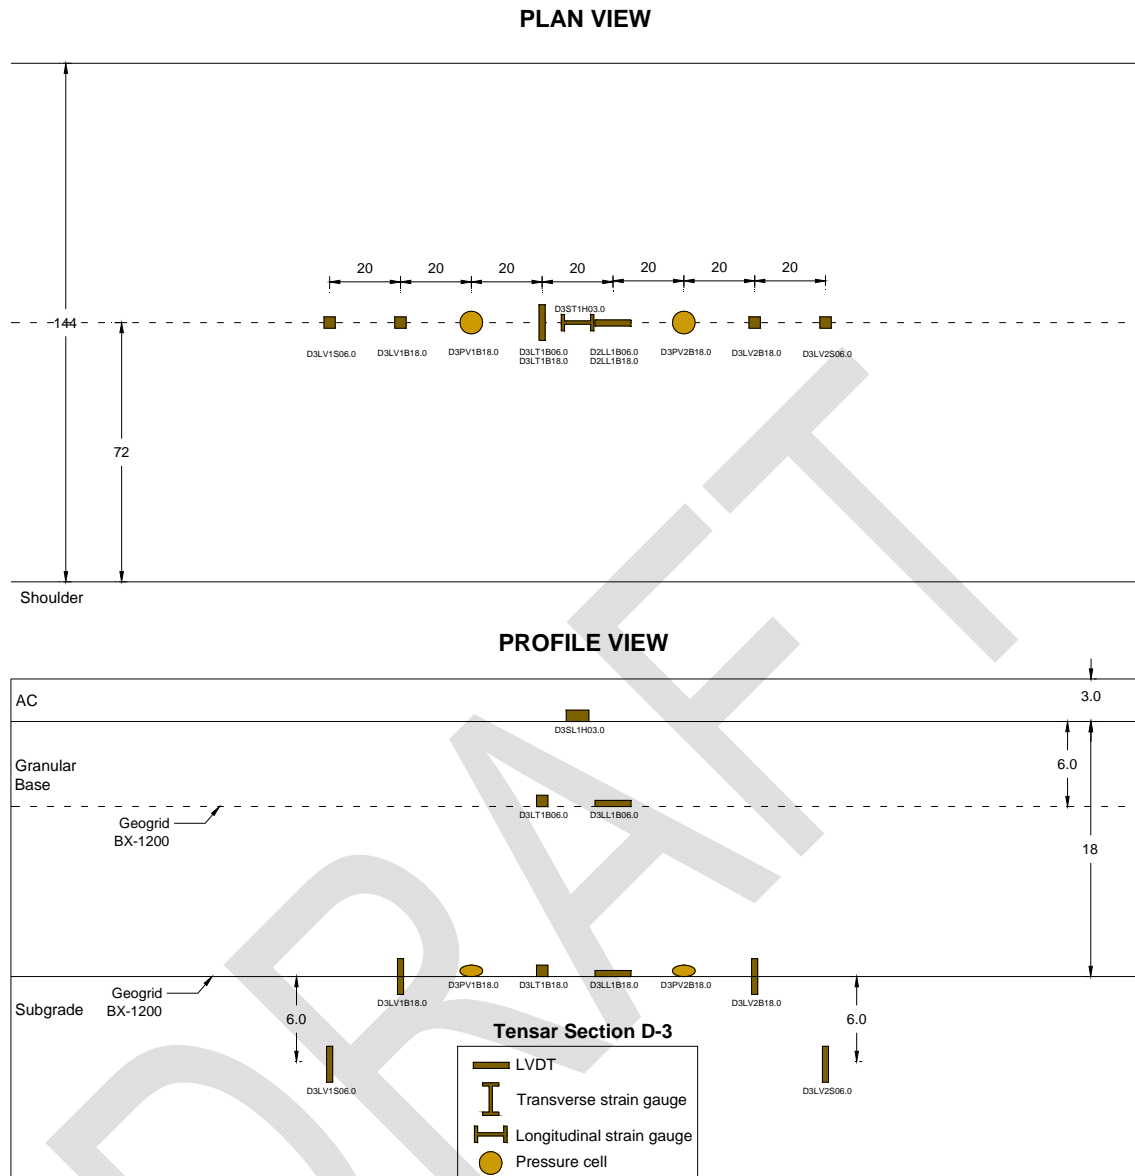 PLAN VIEW
20 20 20 20 20 20 20
144
D3ST1H03.0
D3LV1S06.0 D3LV1B18.0 D3PV1B18.0 D3LT1B06.0 D2LL1B06.0 D3PV2B18.0 D3LV2B18.0 D3LV2S06.0
D3LT1B18.0 D2LL1B18.0
72
Shoulder
PROFILE VIEW
AC
3.0
D3SL1H03.0
Granular
Base
6.0
D3LT1B06.0 D3LL1B06.0
Geogrid
BX-1200
18
D3LV1B18.0 D3PV1B18.0 D3LT1B18.0 D3LL1B18.0 D3PV2B18.0 D3LV2B18.0
Geogrid
BX-1200
Subgrade
6.0 6.0
D3LV1S06.0 D3LV2S06.0
Tensar Section D-3
LVDT
Transverse strain gauge
Longitudinal strain gauge
Pressure cell
DRAFT